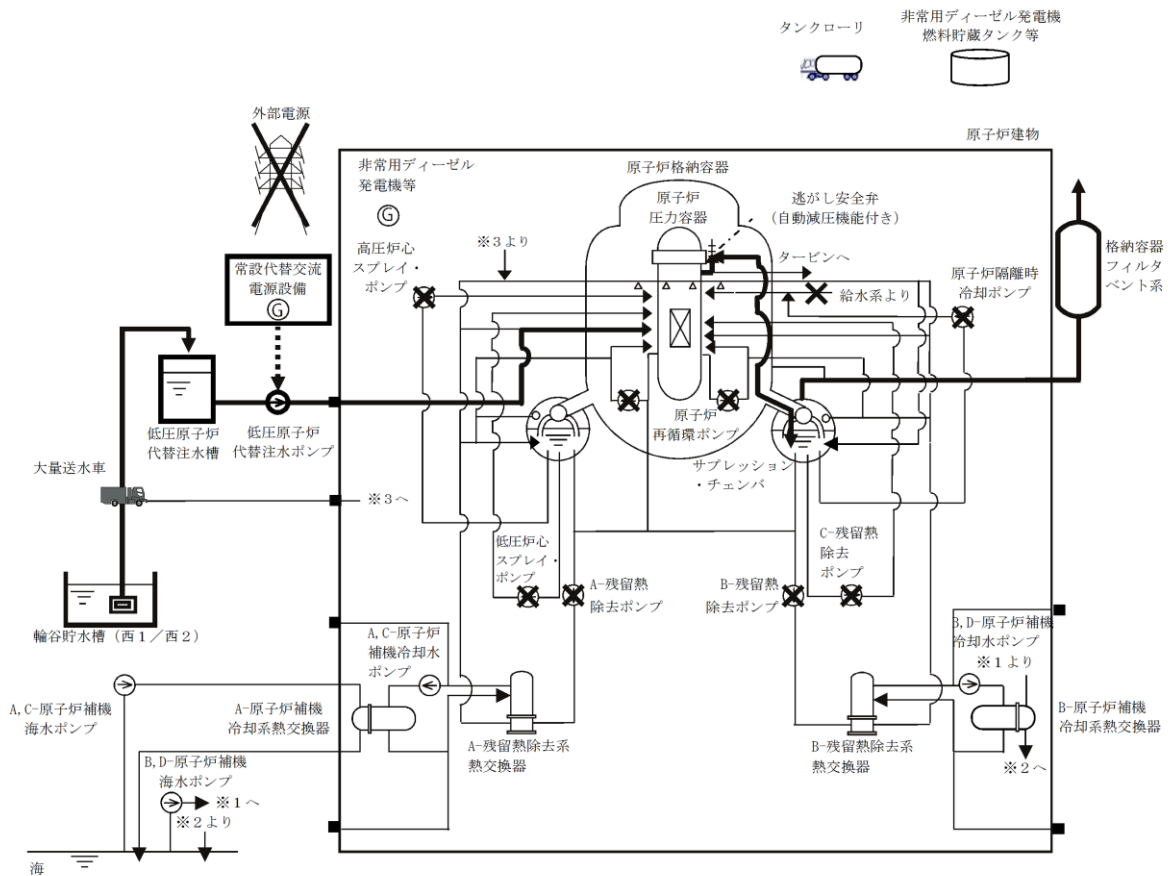 タンクローリ
非常用ディーゼル発電機
燃料貯蔵タンク等
外部電源
原子炉建物
非常用ディーゼル
発電機等
G
原子炉格納容器
原子炉
圧力容器
逃がし安全弁
(自動減圧機能付き)
※3より
タービンへ
高圧炉心
スプレイ・
ポンプ
給水系より
原子炉隔離時
冷却ポンプ
格納容器
フィルタ
ベント系
常設代替交流
電源設備
G
低圧原子炉
代替注水槽
低圧原子炉
代替注水ポンプ
原子炉
再循環ポンプ
サプレッション
・チェンバ
大量送水車
※3へ
低圧炉心
スプレイ・
ポンプ
A-残留熱
除去ポンプ
B-残留熱
除去ポンプ
C-残留熱
除去
ポンプ
輪谷貯水槽(西1/西2)
A,C-原子炉
補機冷却水
ポンプ
B,D-原子炉補機
冷却水ポンプ
※1より
A,C-原子炉補機
海水ポンプ
A-原子炉補機
冷却系熱交換器
A-残留熱除去系
熱交換器
B-残留熱除去系
熱交換器
B-原子炉補機
冷却系熱交換器
※2へ
B,D-原子炉補機
海水ポンプ
※1へ
※2より
海